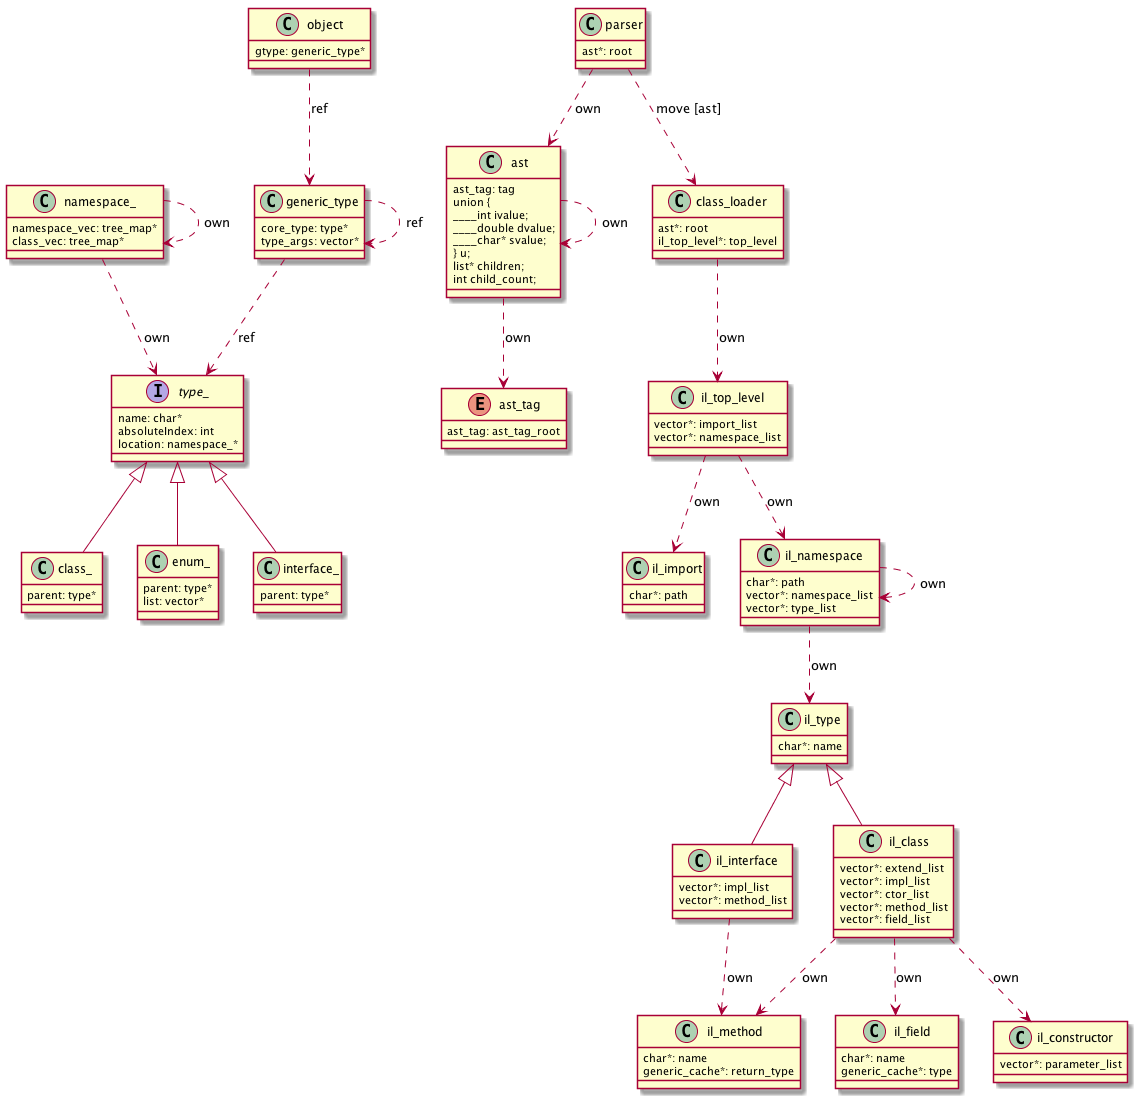 C object
gtype: generic_type*
C parser
ast*: root
ref
own
move [ast]
C namespace_
namespace_vec: tree_map*
class_vec: tree_map*
own
C generic_type
core_type: type*
type_args: vector*
ref
C ast
ast_tag: tag
union {
____int ivalue;
____double dvalue;
____char* svalue;
} u;
list* children;
int child_count;
own
C class_loader
ast*: root
il_top_level*: top_level
own
ref
own
own
I type_
name: char*
absoluteIndex: int
location: namespace_*
E ast_tag
ast_tag: ast_tag_root
C il_top_level
vector*: import_list
vector*: namespace_list
own
own
C class_
parent: type*
C enum_
parent: type*
list: vector*
C interface_
parent: type*
C il_import
char*: path
C il_namespace
char*: path
vector*: namespace_list
vector*: type_list
own
own
C il_type
char*: name
C il_interface
vector*: impl_list
vector*: method_list
C il_class
vector*: extend_list
vector*: impl_list
vector*: ctor_list
vector*: method_list
vector*: field_list
own
own
own
own
C il_method
char*: name
generic_cache*: return_type
C il_field
char*: name
generic_cache*: type
C il_constructor
vector*: parameter_list